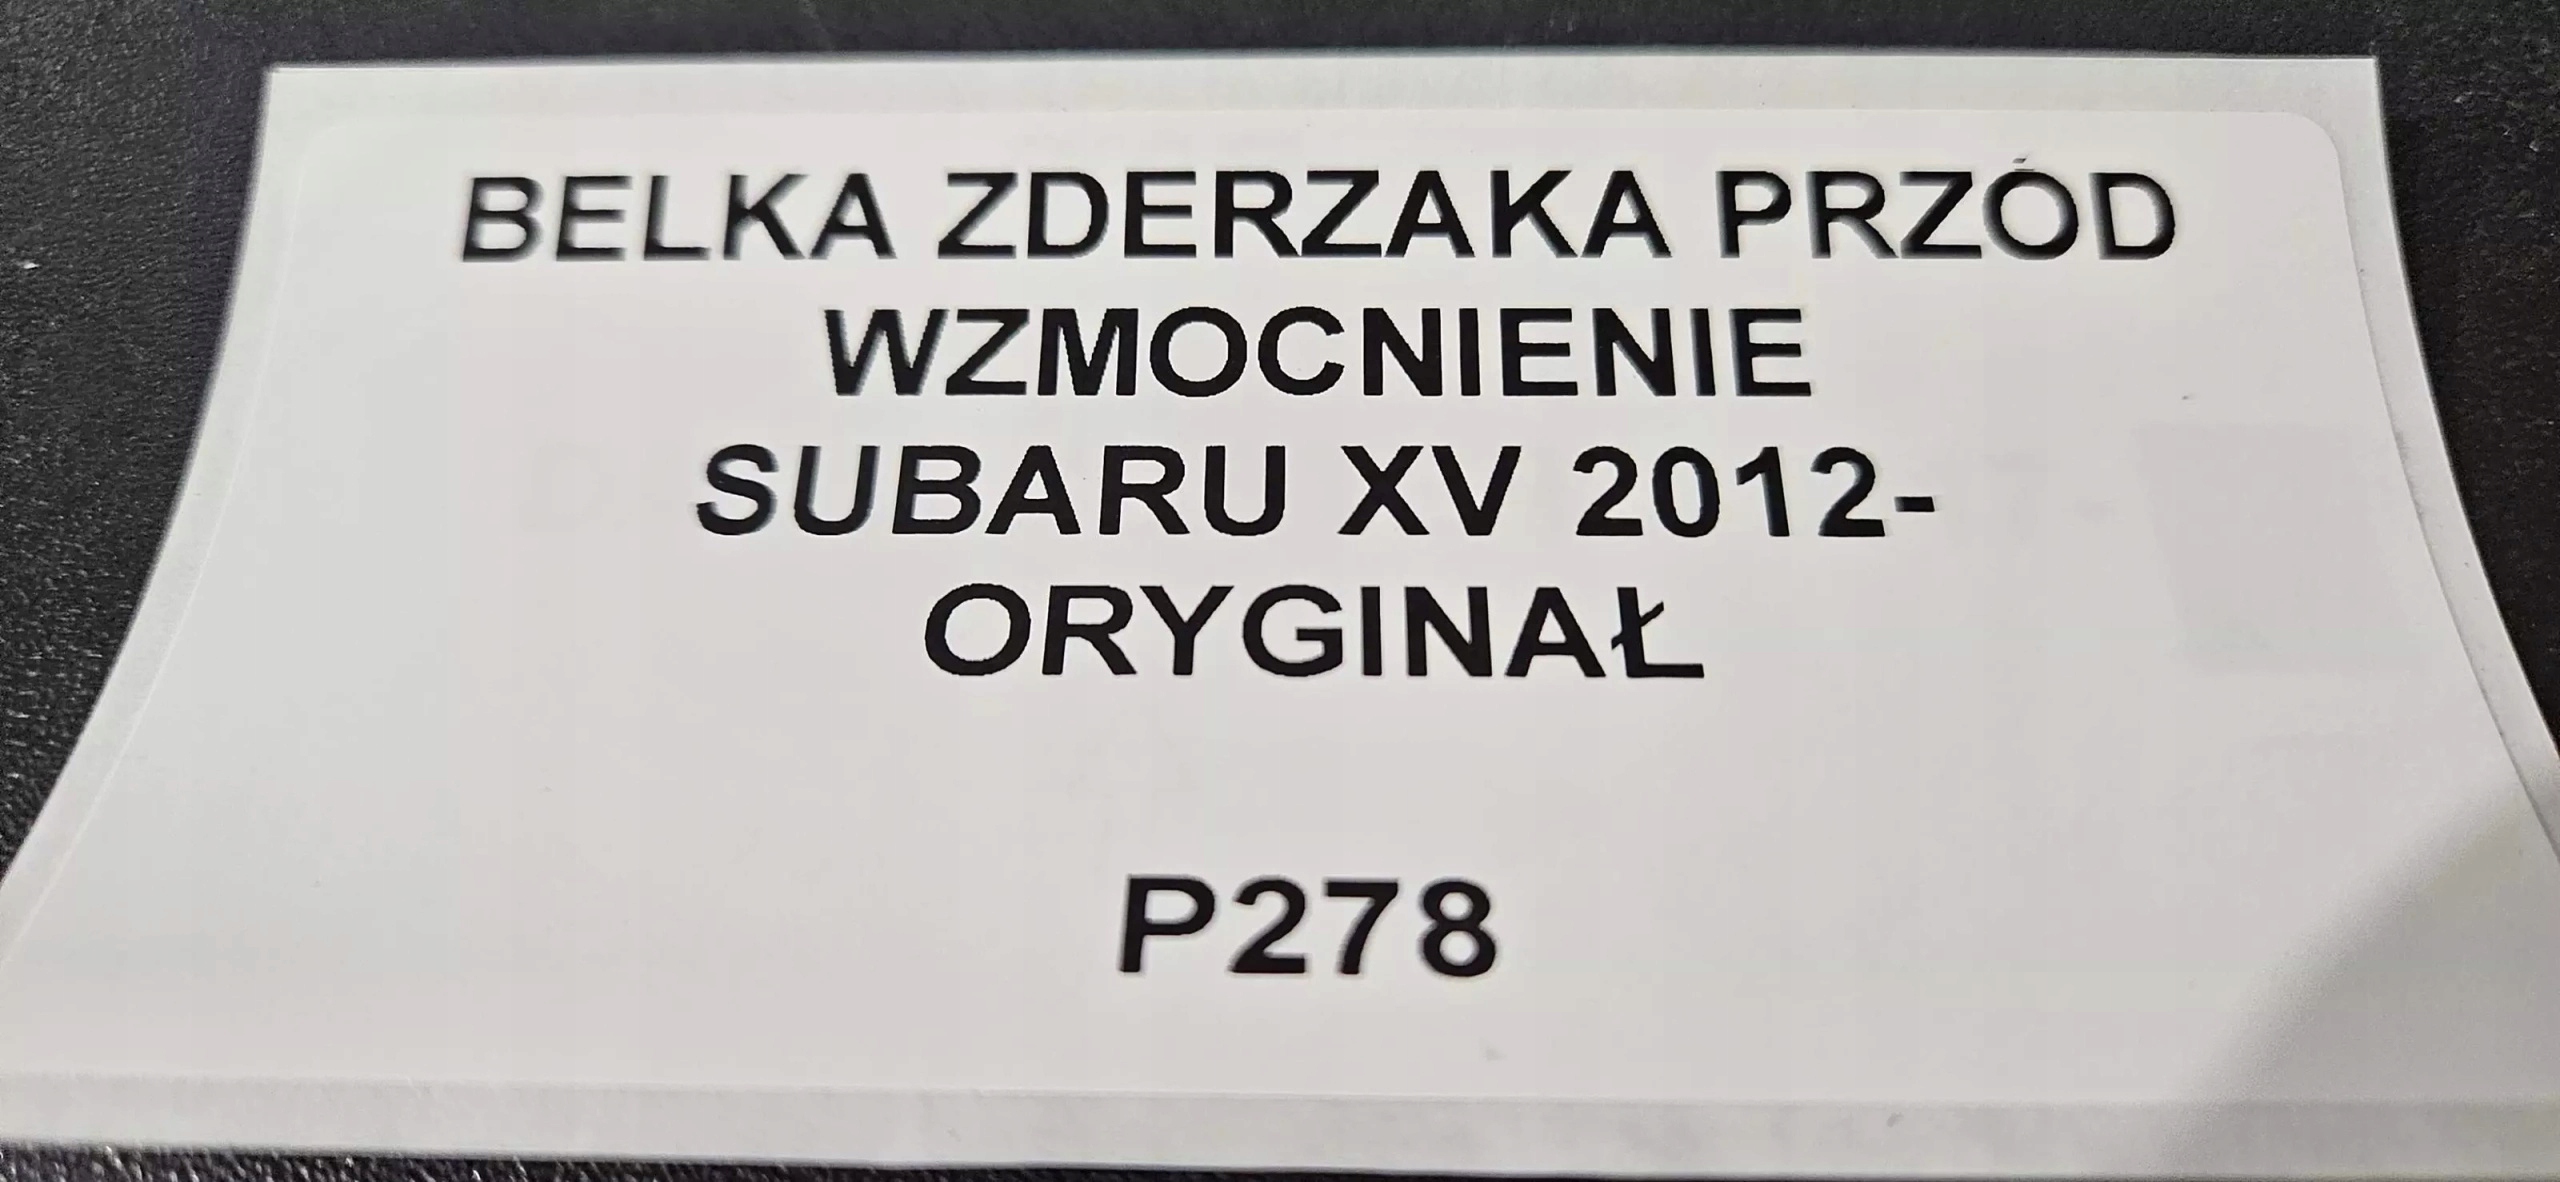 BELKA ZDERZAKA PRZÓD
WZMOCNIENIE
SUBARU XV 2012-
ORYGINAŁ
P278